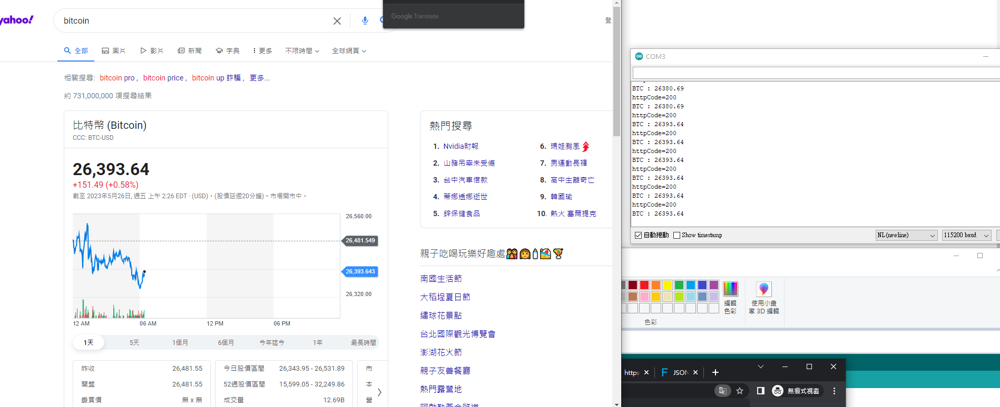 yahoo!
bitcoin
Google Translate
登
全部 圖片 影片 新聞 字典 更多 不限時間 全球網頁
相關搜尋: bitcoin pro , bitcoin price , bitcoin up 詐騙 , 更多...
約 731,000,000 項搜尋結果
比特幣 (Bitcoin)
CCC: BTC-USD
26,393.64
+151.49 (+0.58%)
截至 2023年5月26日, 週五 上午 2:26 EDT · (USD)。(股價延遲20分鐘)。市場開市中。
26,560.00
26,481.549
26,393.643
26,320.00
12 AM 06 AM 12 PM 06 PM
1天 5天 1個月 6個月 今年迄今 1年 最長時間
昨收 26,481.55
開盤 26,481.55
委買價 無 x 無
今日股價區間 26,343.95 - 26,531.89
52週股價區間 15,599.05 - 32,249.86
成交量 12.69B
市
本
營
熱門搜尋
1. Nvidia財報
2. 山豬吊幸未受傷
3. 台中汽車借款
4. 蒂娜透娜逝世
5. 鋅保健食品
6. 瑪娃颱風
7. 男運動長褲
8. 高中生離奇亡
9. 韓國瑜
10. 熱火 塞爾提克
親子吃喝玩樂好趣處
南國生活節
大稻埕夏日節
繡球花景點
台北國際觀光博覽會
澎湖花火節
親子友善餐廳
熱門露營地
COM3
BTC : 26380.69
httpCode=200
BTC : 26380.69
httpCode=200
BTC : 26393.64
httpCode=200
BTC : 26393.64
httpCode=200
BTC : 26393.64
httpCode=200
BTC : 26393.64
httpCode=200
BTC : 26393.64
httpCode=200
BTC : 26393.64
自動捲動 Show timestamp NL(newline) 115200 baud
編輯
色彩
使用小畫
家 3D 編輯
色彩
https JSON
無痕式視窗